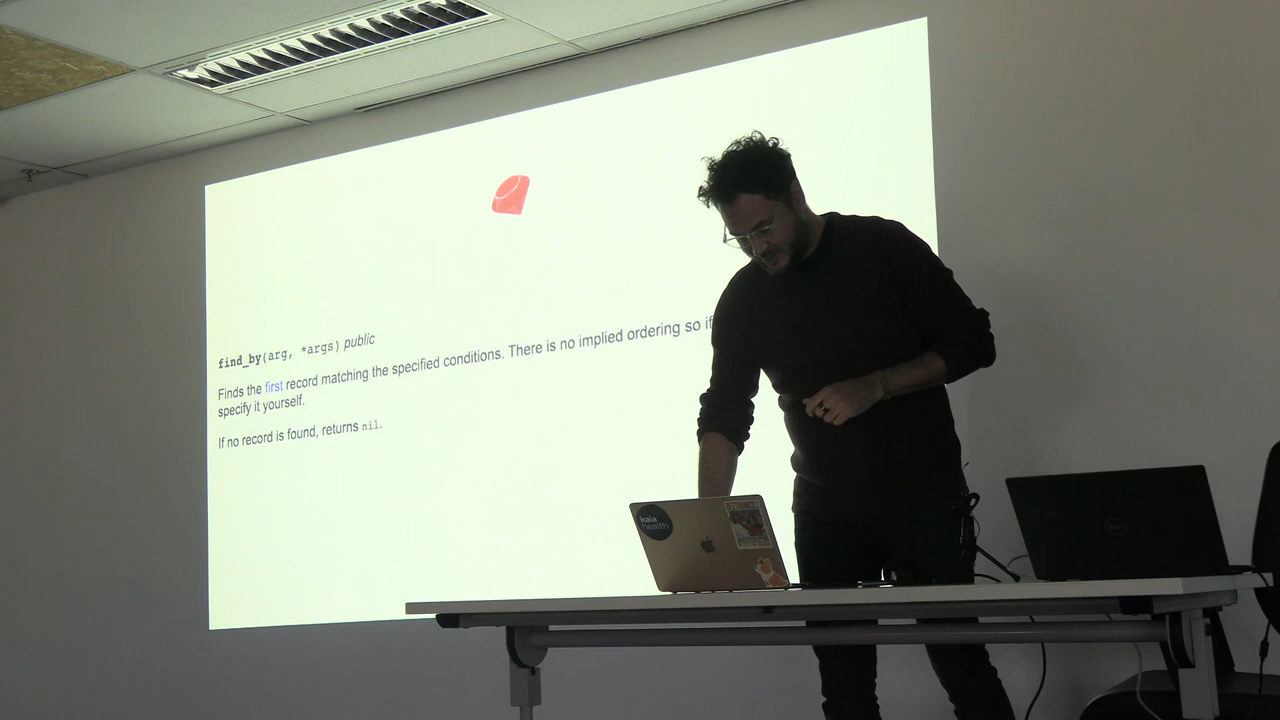 find_by(arg, *args) public
Finds the first record matching the specified conditions. There is no implied ordering so if
specify it yourself.
If no record is found, returns nil.
kaia
health
DELL